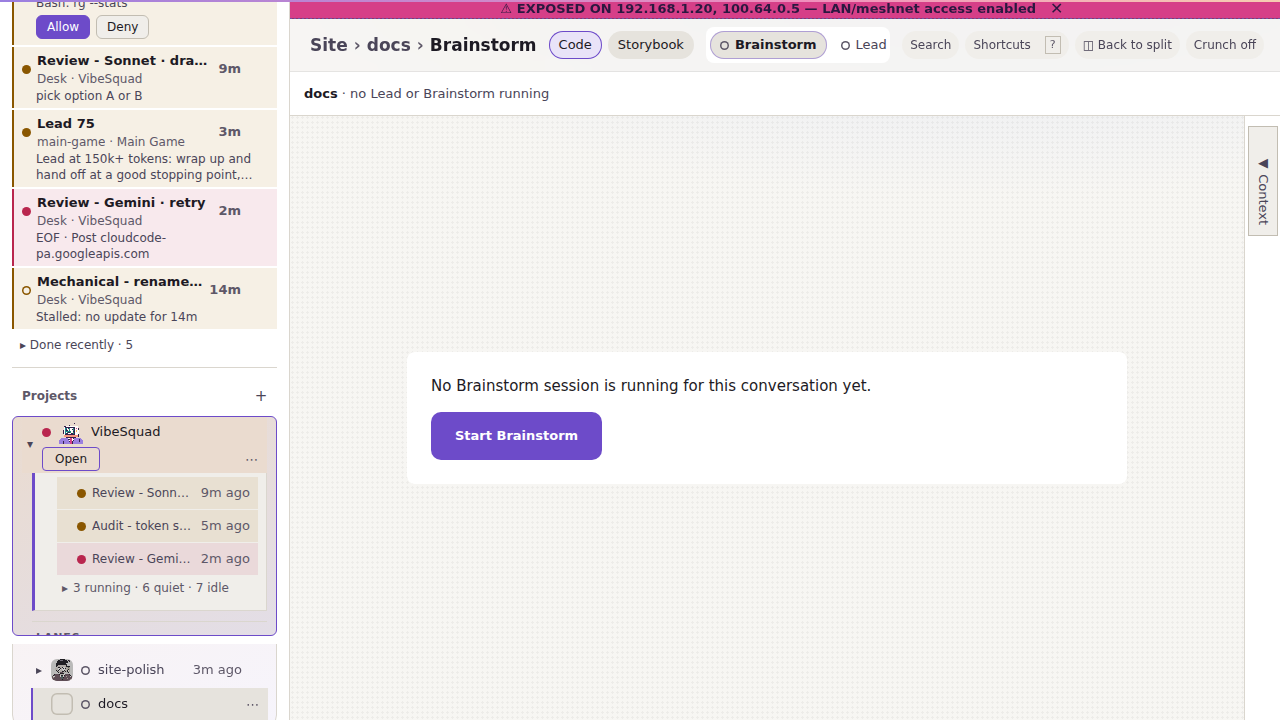 Bash: rg --stats
Allow Deny
Review - Sonnet · dra... 9m
Desk · VibeSquad
pick option A or B
Lead 75 3m
main-game · Main Game
Lead at 150k+ tokens: wrap up and
hand off at a good stopping point,...
Review - Gemini · retry 2m
Desk · VibeSquad
EOF · Post cloudcode-
pa.googleapis.com
Mechanical - rename... 14m
Desk · VibeSquad
Stalled: no update for 14m
▸ Done recently · 5
Projects +
▾ VibeSquad
Open ...
Review - Sonn... 9m ago
Audit - token s... 5m ago
Review - Gemi... 2m ago
▸ 3 running · 6 quiet · 7 idle
LANES
▸ site-polish 3m ago
docs ...
⚠ EXPOSED ON 192.168.1.20, 100.64.0.5 — LAN/meshnet access enabled ✕
Site › docs › Brainstorm Code Storybook Brainstorm Lead Search Shortcuts ? ◫ Back to split Crunch off
docs · no Lead or Brainstorm running
No Brainstorm session is running for this conversation yet.
Start Brainstorm
◀ Context